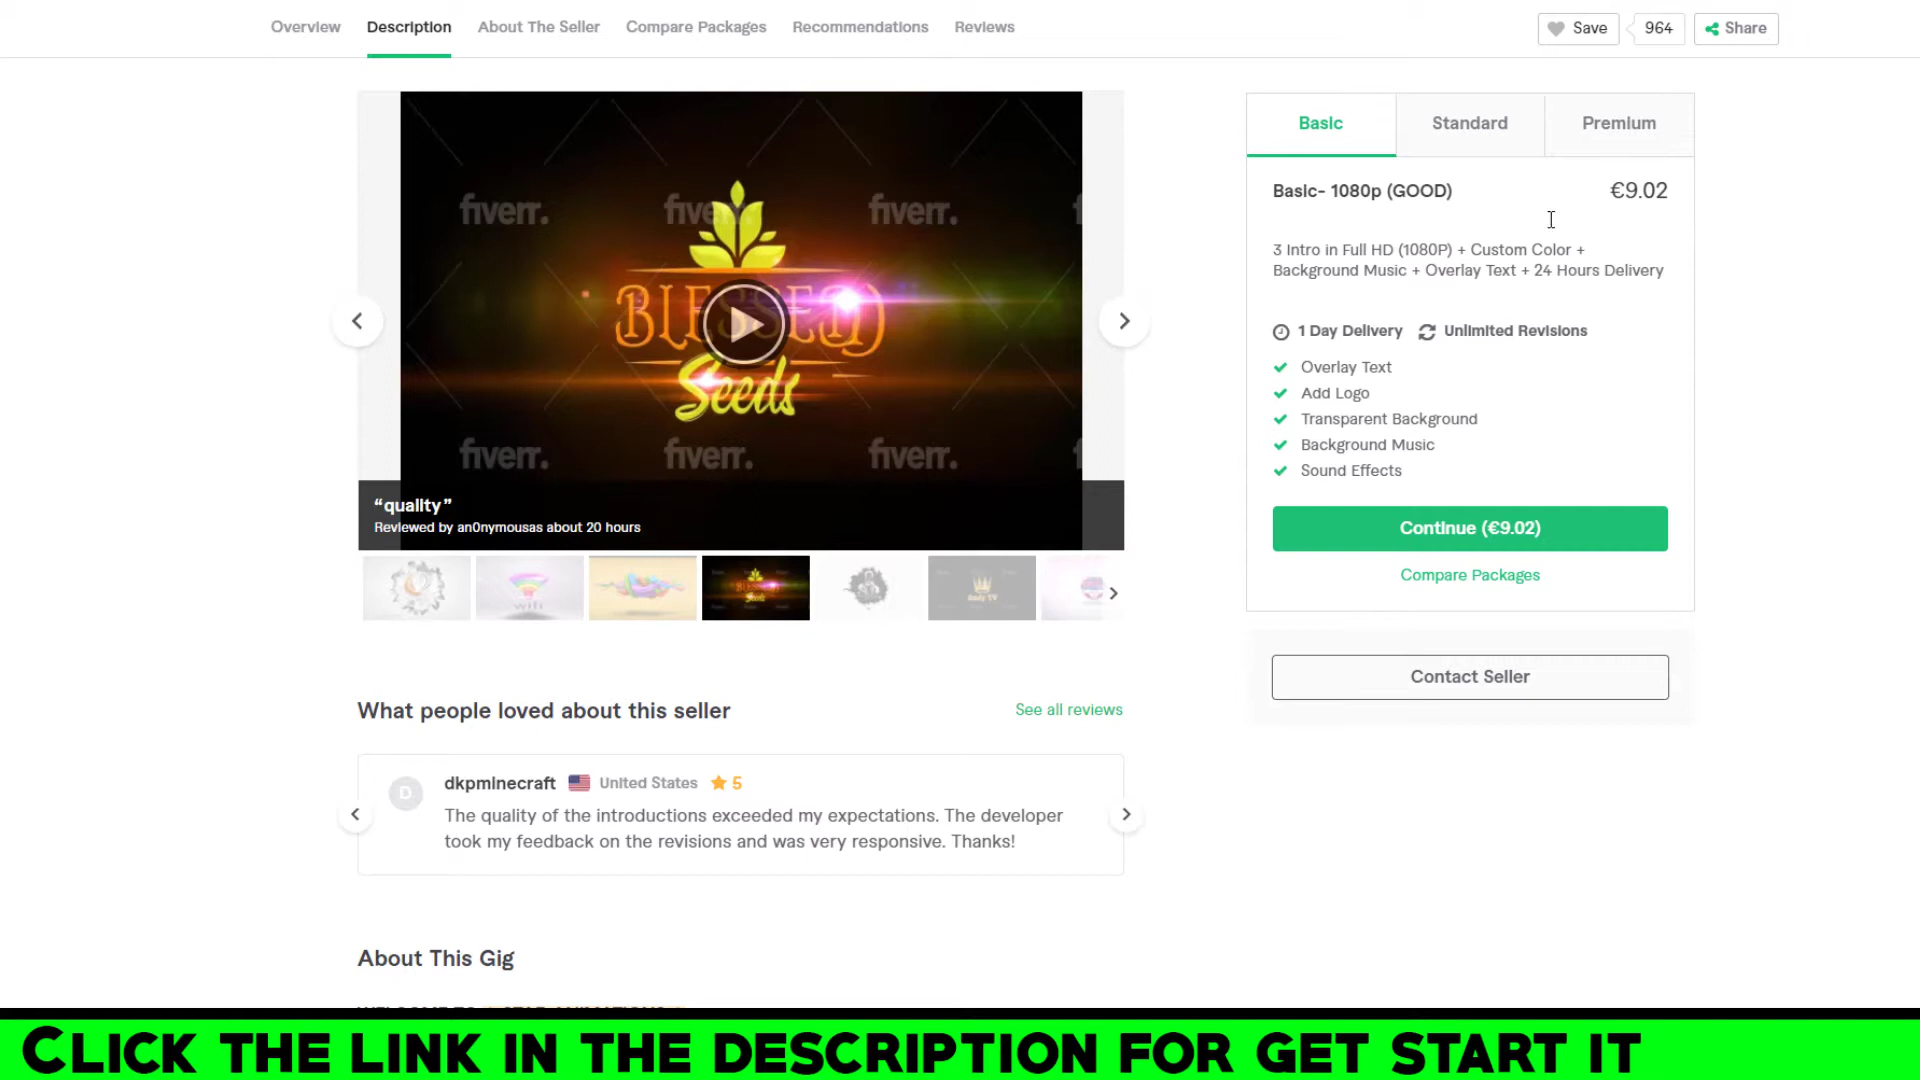 Overview Description About The Seller Compare Packages Recommendations Reviews
Save 964 Share
fiverr. fiverr. fiverr.
BLESSED
Seeds
fiverr. fiverr. fiverr.
“quality”
Reviewed by an0nymousas about 20 hours
wifi
BLESSED
Seeds
Basic Standard Premium
Basic- 1080p (GOOD) €9.02
3 Intro in Full HD (1080P) + Custom Color +
Background Music + Overlay Text + 24 Hours Delivery
1 Day Delivery Unlimited Revisions
Overlay Text
Add Logo
Transparent Background
Background Music
Sound Effects
Continue (€9.02)
Compare Packages
Contact Seller
What people loved about this seller See all reviews
D
dkpminecraft United States 5
The quality of the introductions exceeded my expectations. The developer
took my feedback on the revisions and was very responsive. Thanks!
About This Gig
CLICK THE LINK IN THE DESCRIPTION FOR GET START IT